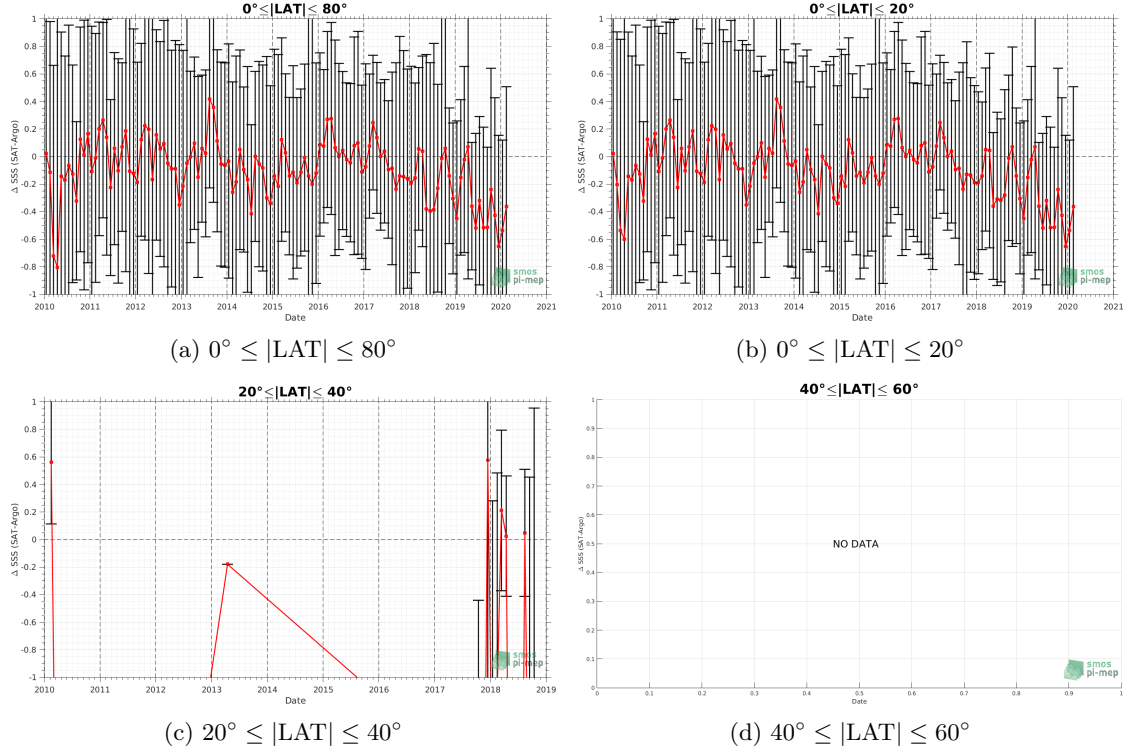 0°≤|LAT|≤ 80°
1
0.8
0.6
0.4
0.2
0
-0.2
-0.4
-0.6
-0.8
-1
Δ SSS (SAT-Argo)
2010 2011 2012 2013 2014 2015 2016 2017 2018 2019 2020 2021
Date
smos
pi-mep
(a) 0° ≤ |LAT| ≤ 80°
0°≤|LAT|≤ 20°
1
0.8
0.6
0.4
0.2
0
-0.2
-0.4
-0.6
-0.8
-1
Δ SSS (SAT-Argo)
2010 2011 2012 2013 2014 2015 2016 2017 2018 2019 2020 2021
Date
smos
pi-mep
(b) 0° ≤ |LAT| ≤ 20°
20°≤|LAT|≤ 40°
1
0.8
0.6
0.4
0.2
0
-0.2
-0.4
-0.6
-0.8
-1
Δ SSS (SAT-Argo)
2010 2011 2012 2013 2014 2015 2016 2017 2018 2019
Date
smos
pi-mep
(c) 20° ≤ |LAT| ≤ 40°
40°≤|LAT|≤ 60°
1
0.9
0.8
0.7
0.6
0.5
0.4
0.3
0.2
0.1
0
Δ SSS (SAT-Argo)
NO DATA
0 0.1 0.2 0.3 0.4 0.5 0.6 0.7 0.8 0.9 1
Date
smos
pi-mep
(d) 40° ≤ |LAT| ≤ 60°